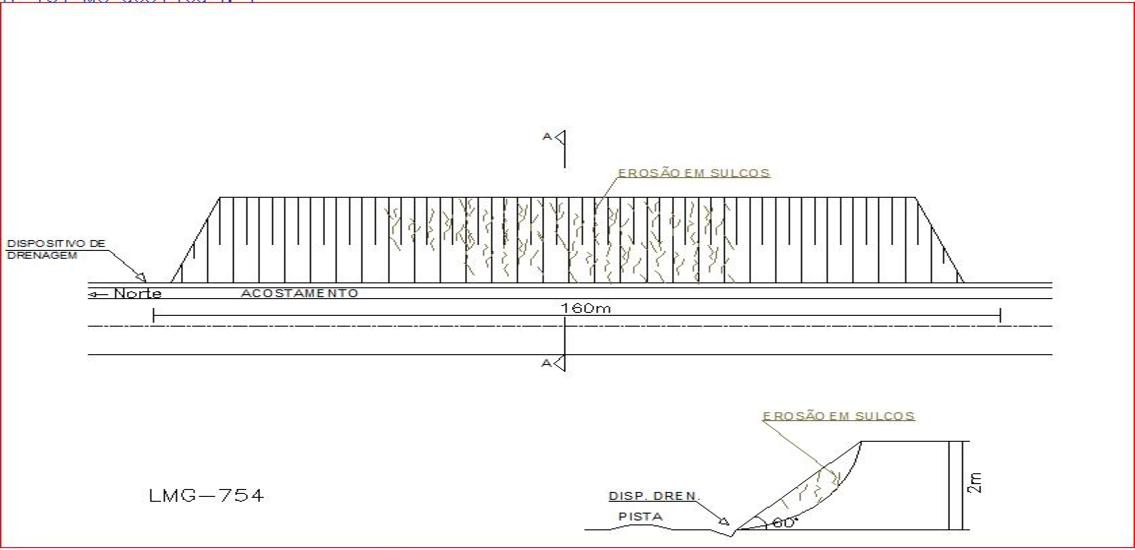 A
EROSÃO EM SULCOS
DISPOSITIVO DE
DRENAGEM
Norte
ACOSTAMENTO
160m
A
EROSÃO EM SULCOS
LMG-754
DISP. DREN.
PISTA
60°
2m